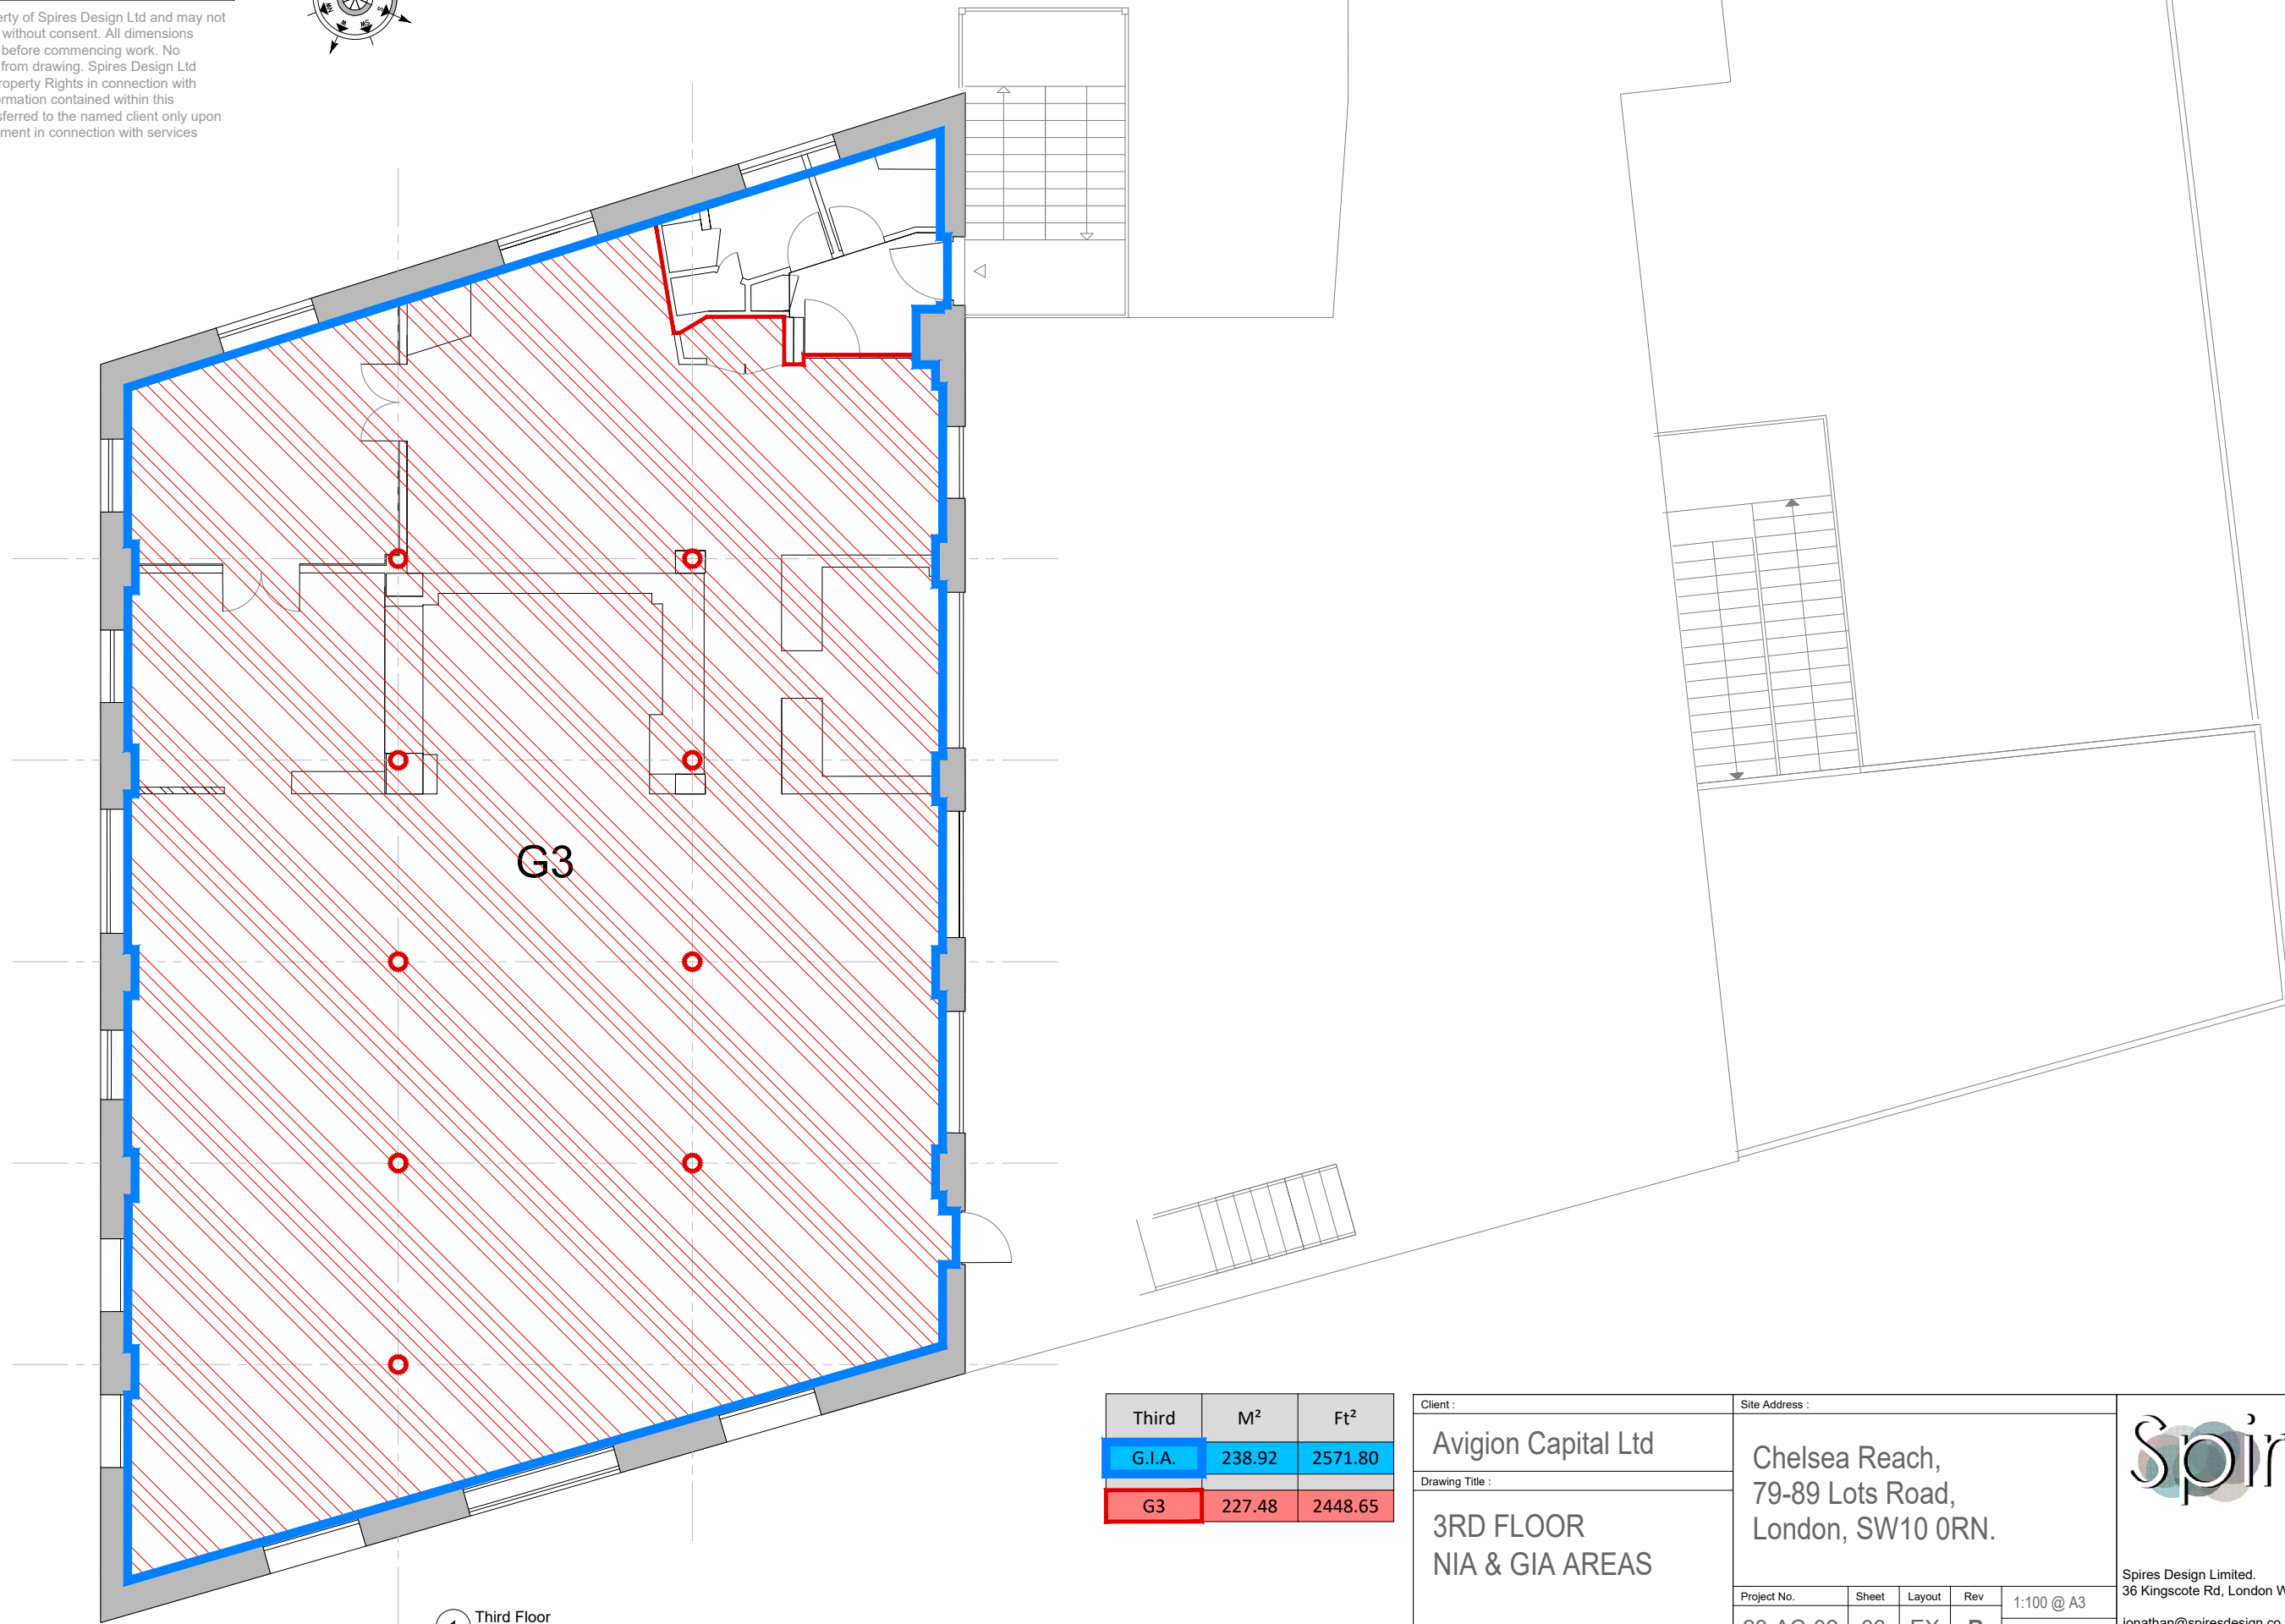 erty of Spires Design Ltd and may not
without consent. All dimensions
before commencing work. No
from drawing. Spires Design Ltd
roperty Rights in connection with
ormation contained within this
sferred to the named client only upon
ment in connection with services
NW
W
SW
S
G3
Third M² Ft²
G.I.A. 238.92 2571.80
G3 227.48 2448.65
Client :
Avigion Capital Ltd
Drawing Title :
3RD FLOOR
NIA & GIA AREAS
Site Address :
Chelsea Reach,
79-89 Lots Road,
London, SW10 0RN.
Project No. Sheet Layout Rev
1:100 @ A3
Spir
Spires Design Limited.
36 Kingscote Rd, London W
Third Floor